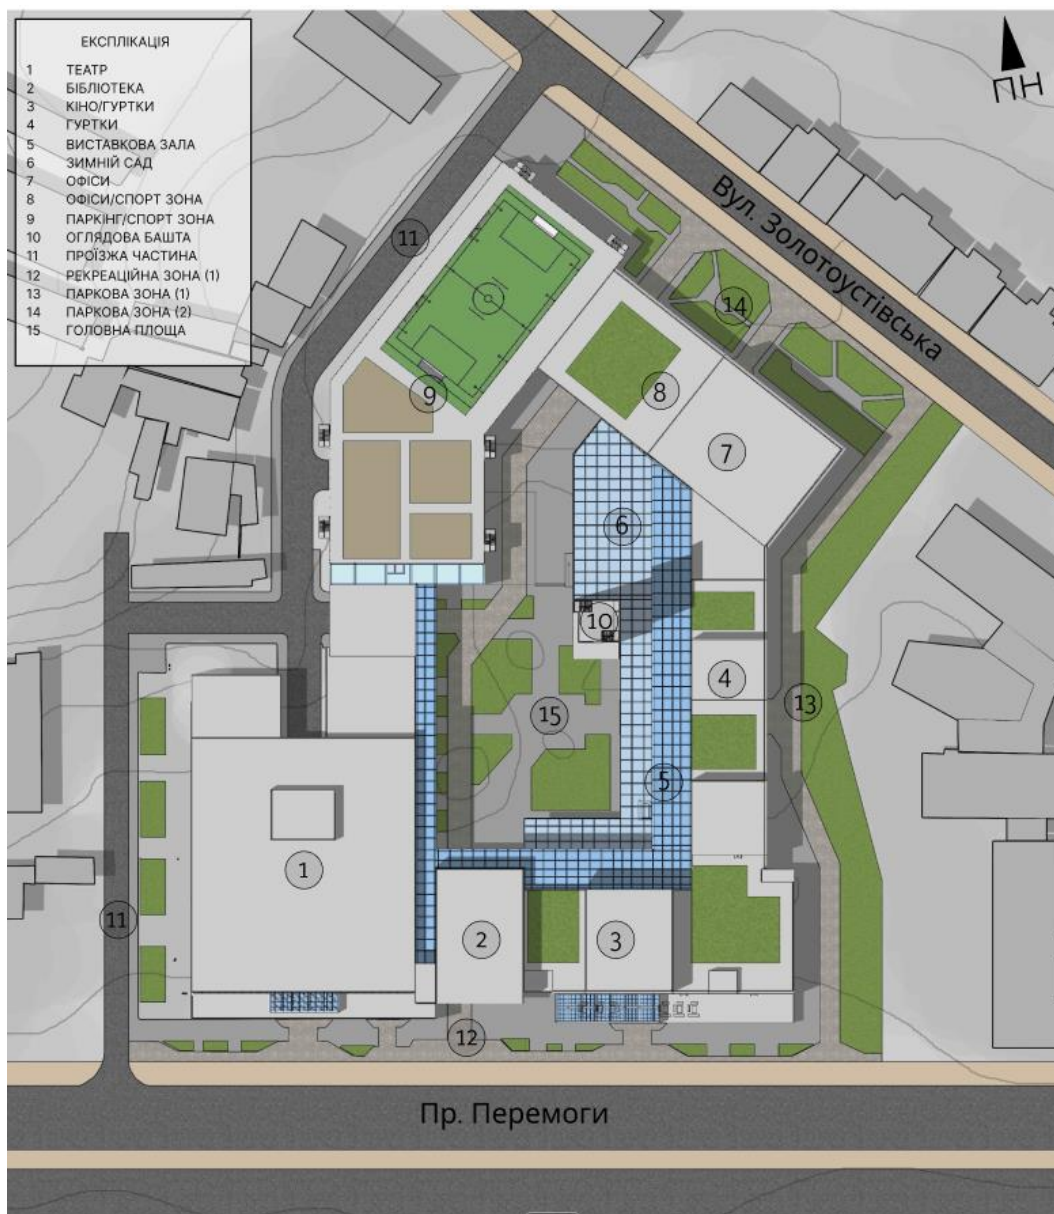 ЕКСПЛІКАЦІЯ
1 ТЕАТР
2 БІБЛІОТЕКА
3 КІНО/ГУРТКИ
4 ГУРТКИ
5 ВИСТАВКОВА ЗАЛА
6 ЗИМНІЙ САД
7 ОФІСИ
8 ОФІСИ/СПОРТ ЗОНА
9 ПАРКІНГ/СПОРТ ЗОНА
10 ОГЛЯДОВА БАШТА
11 ПРОЇЗЖА ЧАСТИНА
12 РЕКРЕАЦІЙНА ЗОНА (1)
13 ПАРКОВА ЗОНА (1)
14 ПАРКОВА ЗОНА (2)
15 ГОЛОВНА ПЛОЩА
ПН
Вул. Золотоустівська
11
14
9
8
7
6
10
4
13
15
5
1
11
2
3
12
Пр. Перемоги